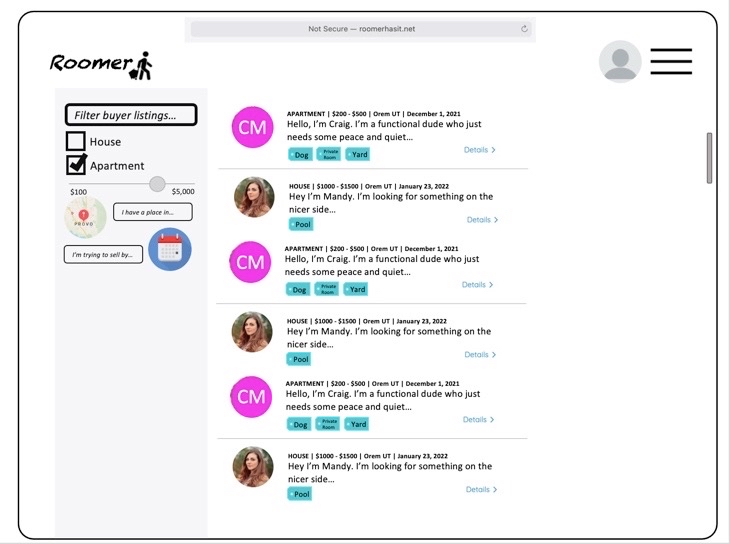 Not Secure — roomerhasit.net
Roomer
Filter buyer listings...
House
Apartment
$100
$5,000
PROVO
I have a place in...
I'm trying to sell by...
CM
APARTMENT | $200 - $500 | Orem UT | December 1, 2021
Hello, I'm Craig. I'm a functional dude who just
needs some peace and quiet...
Dog
Private
Room
Yard
Details >
HOUSE | $1000 - $1500 | Orem UT | January 23, 2022
Hey I'm Mandy. I'm looking for something on the
nicer side...
Pool
Details >
CM
APARTMENT | $200 - $500 | Orem UT | December 1, 2021
Hello, I'm Craig. I'm a functional dude who just
needs some peace and quiet...
Dog
Private
Room
Yard
Details >
HOUSE | $1000 - $1500 | Orem UT | January 23, 2022
Hey I'm Mandy. I'm looking for something on the
nicer side...
Pool
Details >
CM
APARTMENT | $200 - $500 | Orem UT | December 1, 2021
Hello, I'm Craig. I'm a functional dude who just
needs some peace and quiet...
Dog
Private
Room
Yard
Details >
HOUSE | $1000 - $1500 | Orem UT | January 23, 2022
Hey I'm Mandy. I'm looking for something on the
nicer side...
Pool
Details >